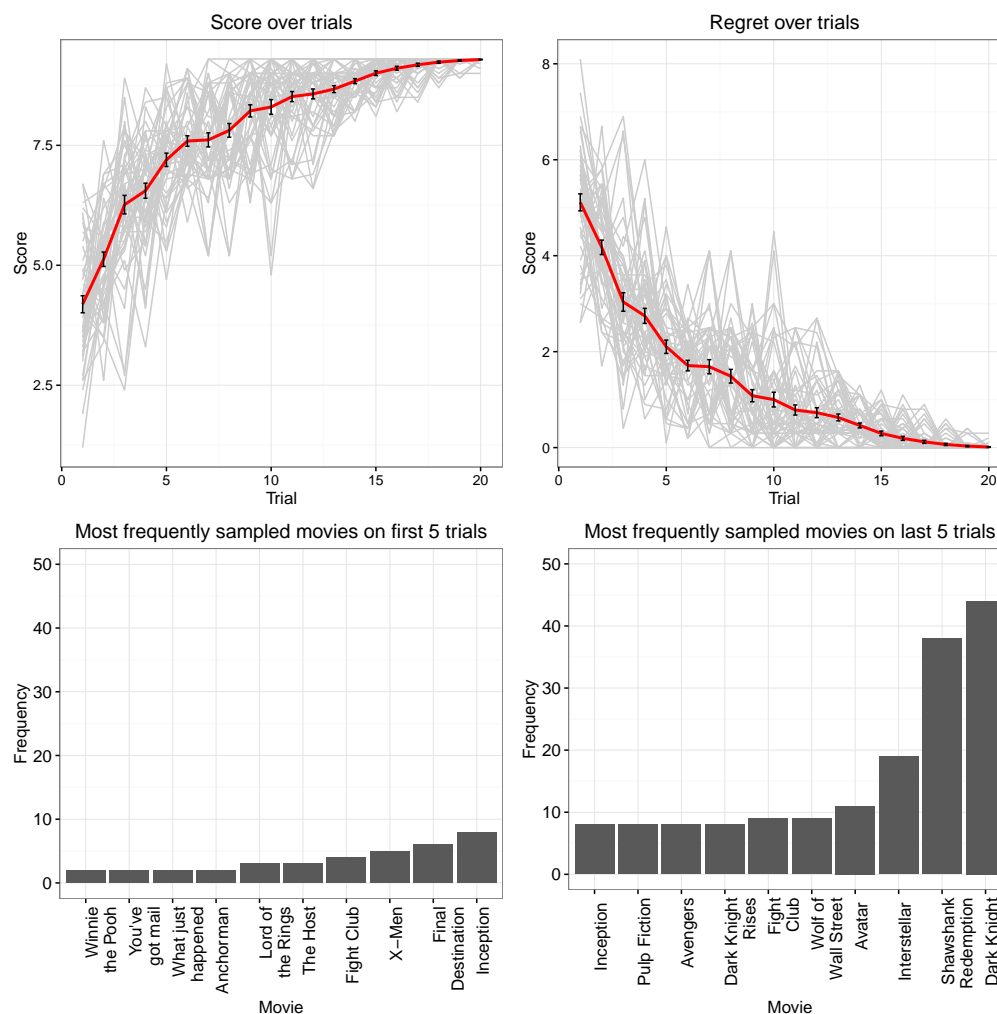 Score over trials
7.5
5.0
2.5
Score
0
5
10
15
20
Trial
Regret over trials
8
6
4
2
0
Score
0
5
10
15
20
Trial
Most frequently sampled movies on first 5 trials
50
40
30
20
10
0
Frequency
Winnie
the Pooh
You've
got mail
What just
happened
Anchorman
Lord of
the Rings
The Host
Fight Club
X−Men
Final
Destination
Inception
Movie
Most frequently sampled movies on last 5 trials
50
40
30
20
10
0
Frequency
Inception
Pulp Fiction
Avengers
Dark Knight
Rises
Fight
Club
Wolf of
Wall Street
Avatar
Interstellar
Shawshank
Redemption
Dark Knight
Movie